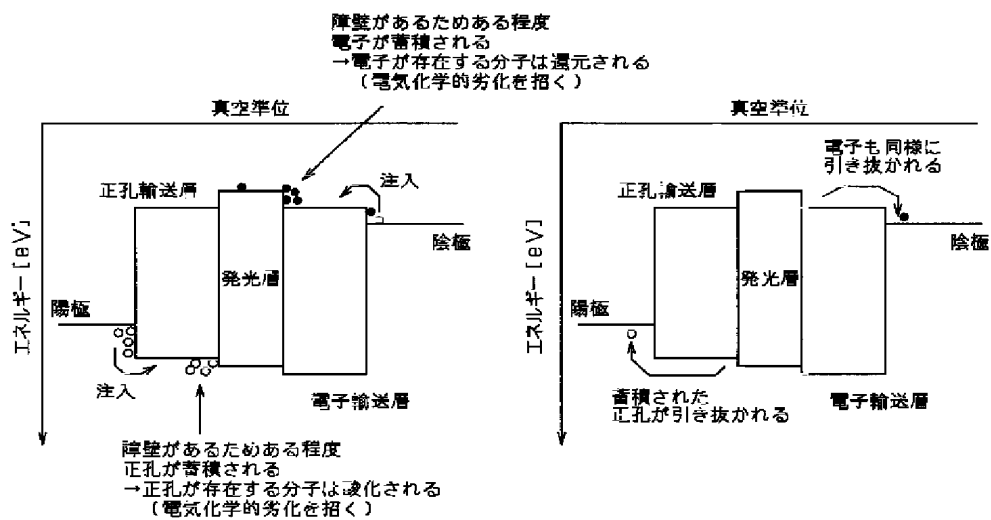 障壁があるためある程度
電子が蓄積される
→電子が存在する分子は還元される
（電気化学的劣化を招く）
真空準位
正孔輸送層
注入
陰極
発光層
エネルギー[eV]
陽極
注入
電子輸送層
障壁があるためある程度
正孔が蓄積される
→正孔が存在する分子は酸化される
（電気化学的劣化を招く）
真空準位
電子も同様に
引き抜かれる
正孔輸送層
陰極
発光層
エネルギー[eV]
陽極
蓄積された
正孔が引き抜かれる
電子輸送層